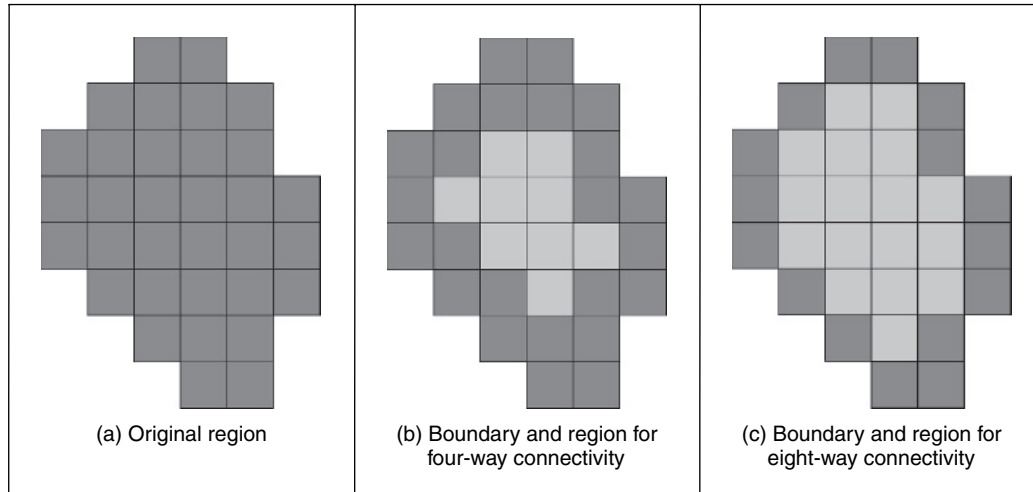 (a) Original region
(b) Boundary and region for
four-way connectivity
(c) Boundary and region for
eight-way connectivity